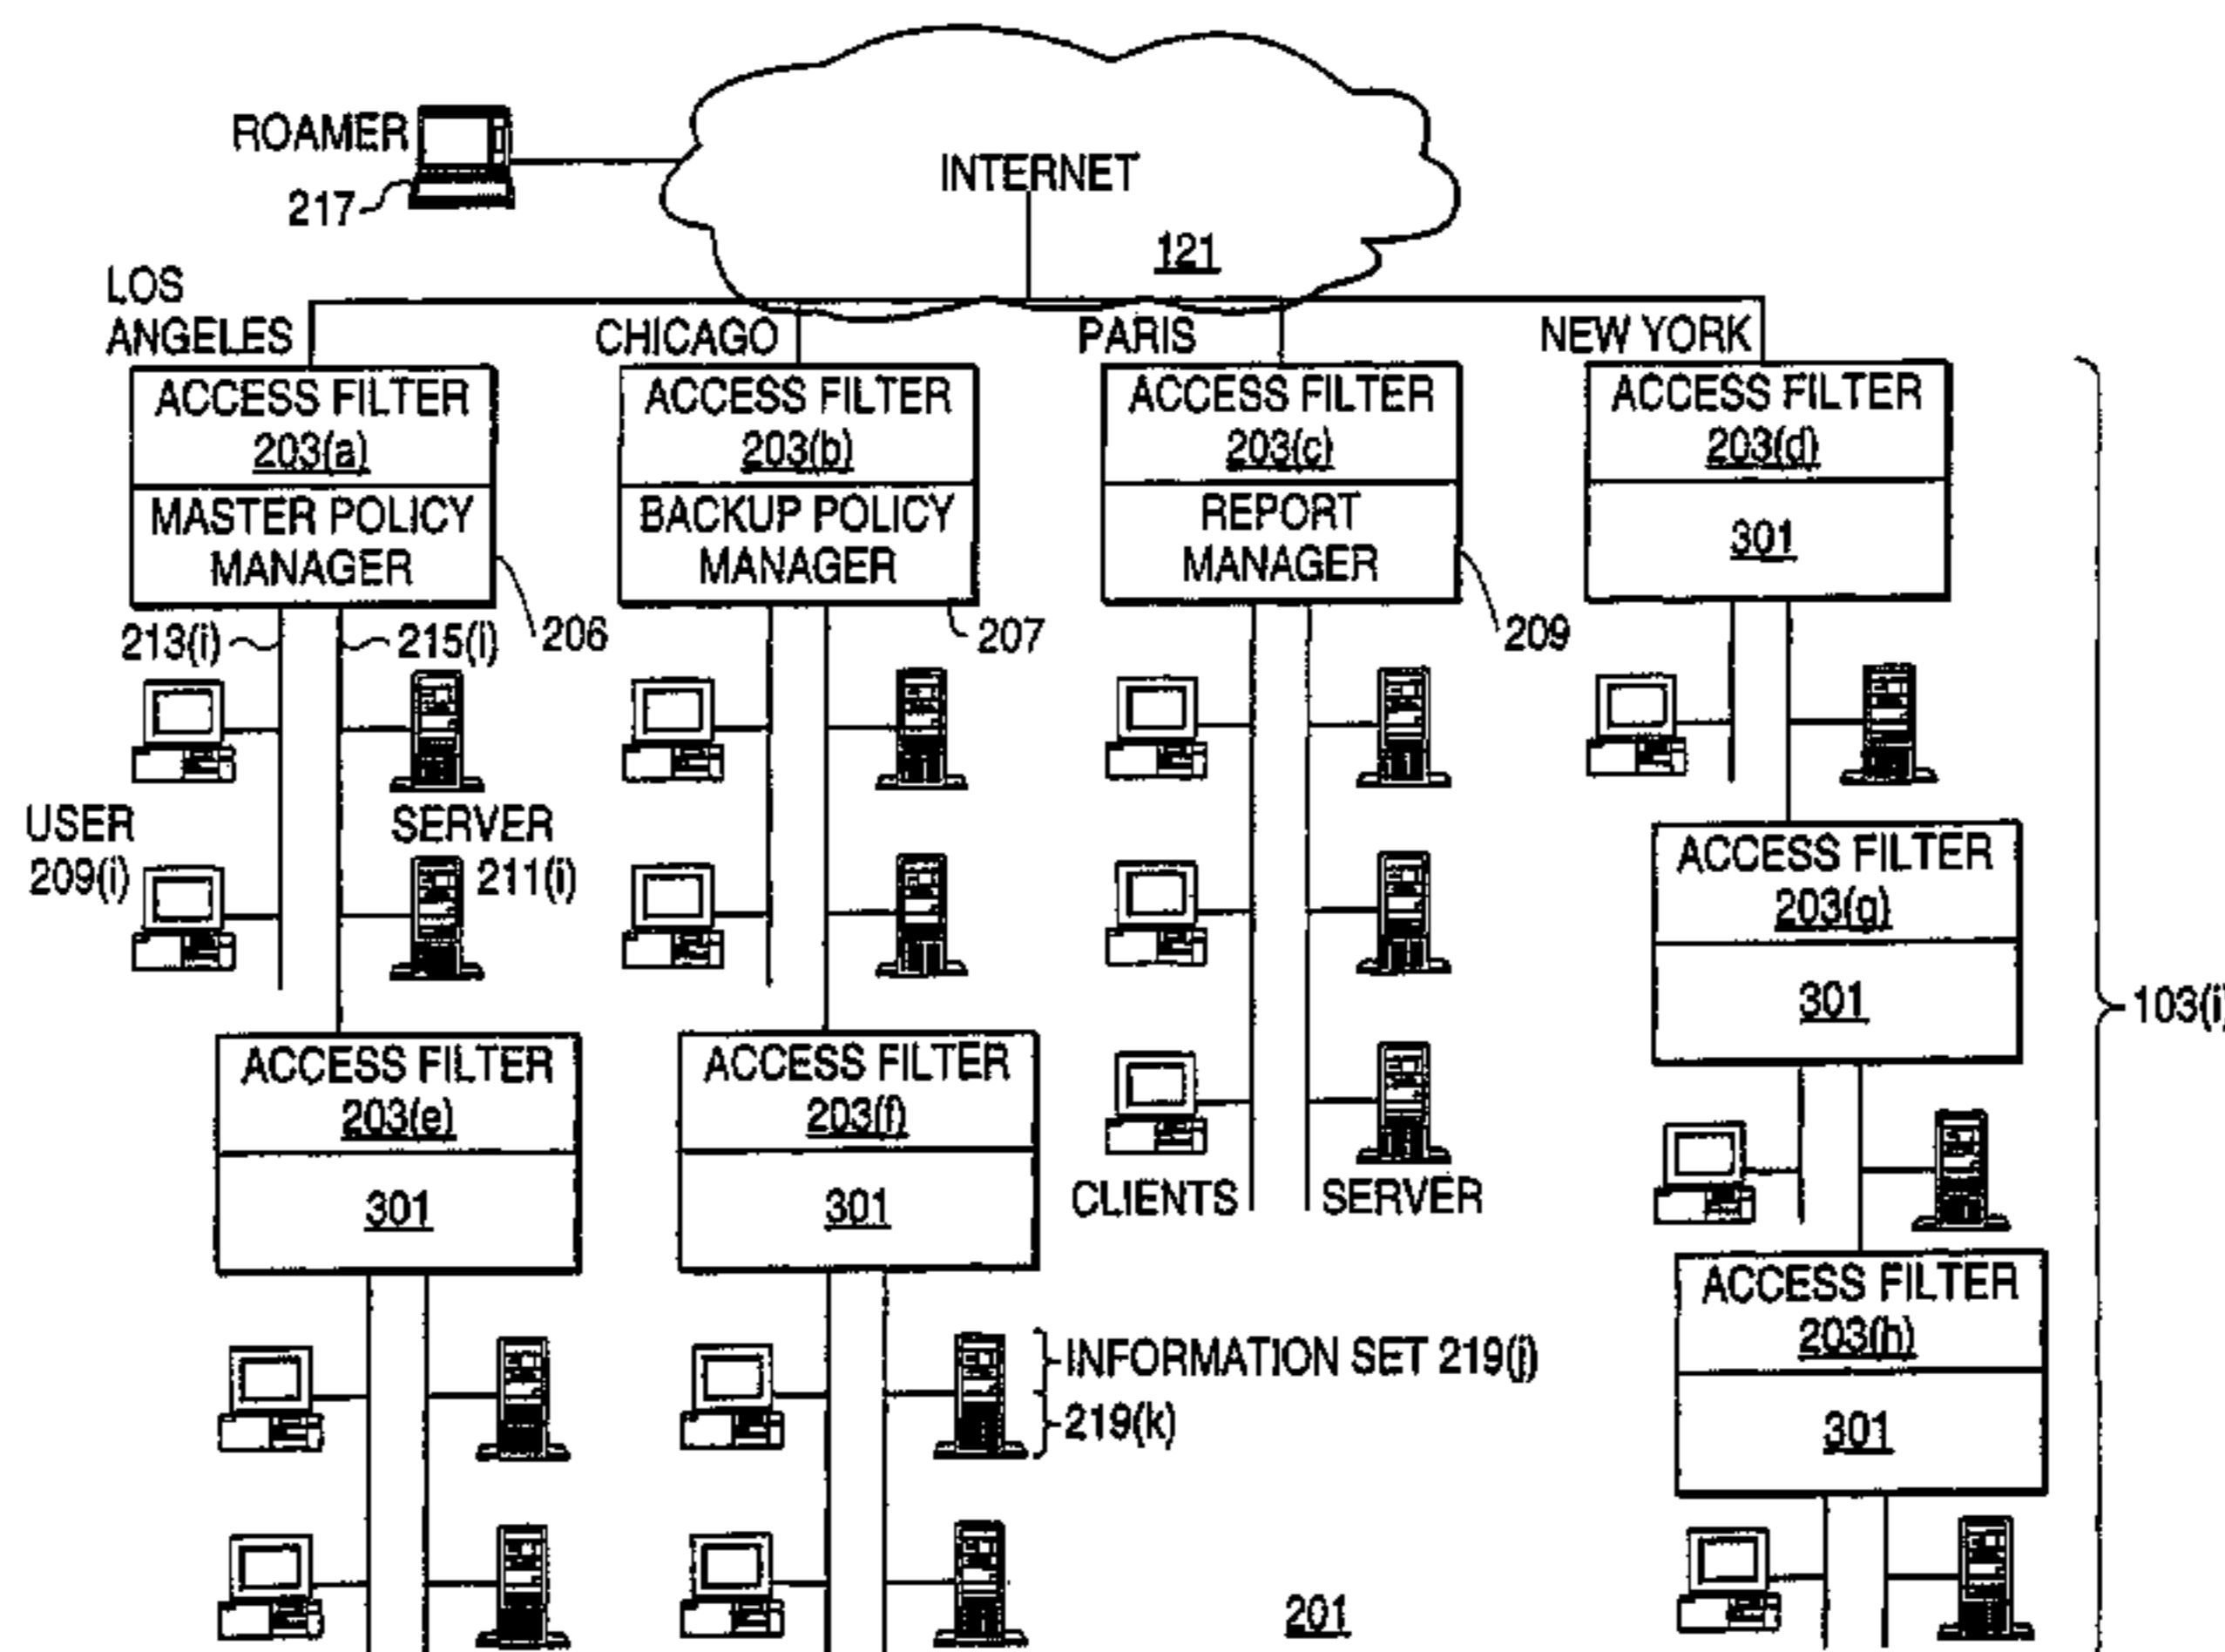 ROAMER
217
INTERNET
121
LOS
ANGELES
CHICAGO
PARIS
NEW YORK
ACCESS FILTER
203(a)
MASTER POLICY
MANAGER
206
ACCESS FILTER
203(b)
BACKUP POLICY
MANAGER
207
ACCESS FILTER
203(c)
REPORT
MANAGER
209
ACCESS FILTER
203(d)
301
213(i)
215(i)
USER
209(i)
SERVER
211(i)
ACCESS FILTER
203(g)
301
103(i)
ACCESS FILTER
203(e)
301
ACCESS FILTER
203(f)
301
CLIENTS
SERVER
ACCESS FILTER
203(h)
301
INFORMATION SET 219(j)
219(k)
201